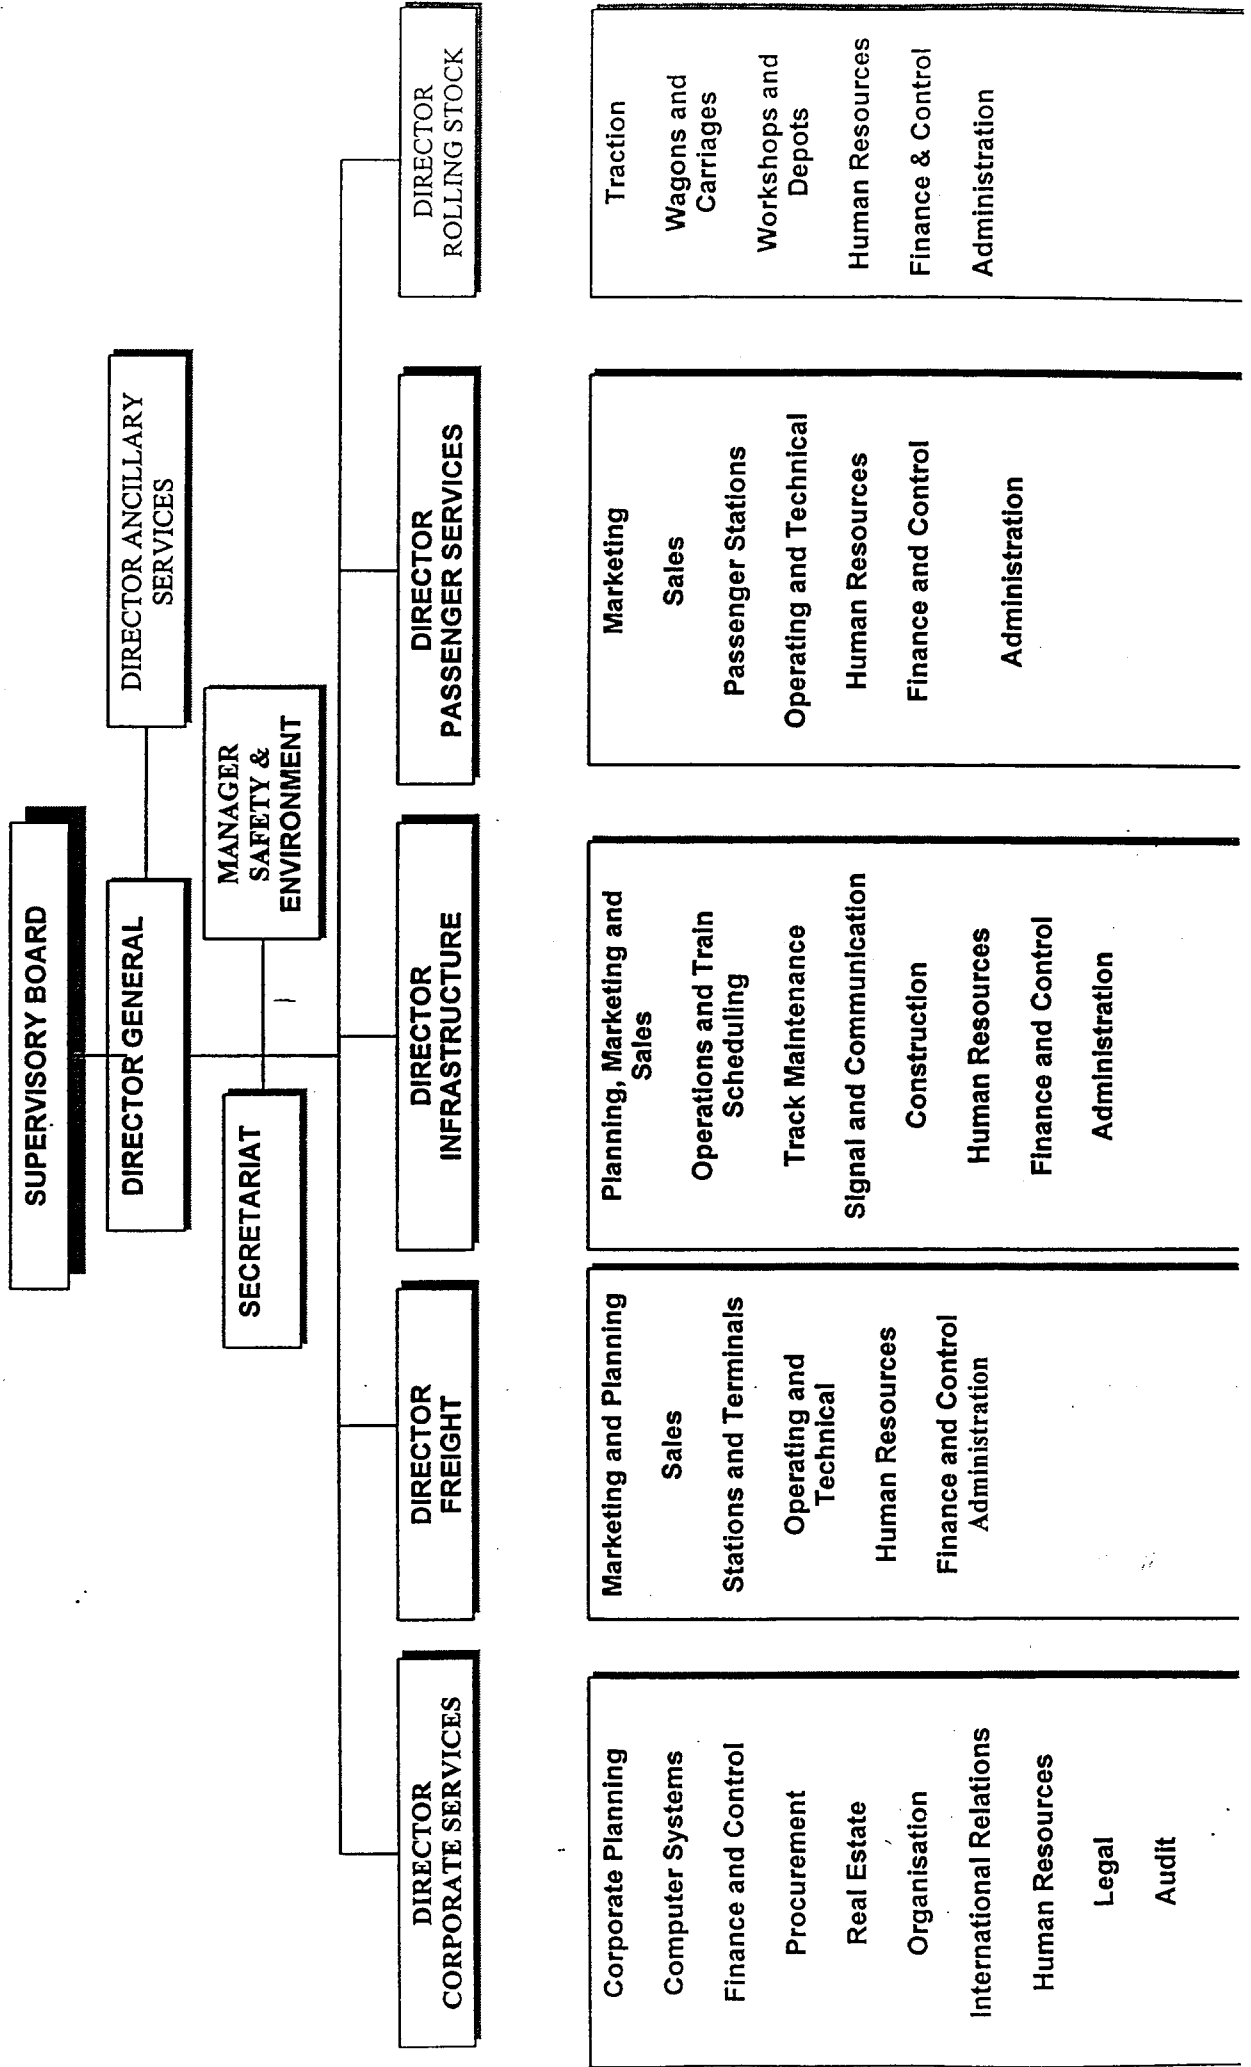 SUPERVISORY BOARD
DIRECTOR GENERAL
DIRECTOR ANCILLARY
SERVICES
SECRETARIAT
MANAGER
SAFETY &
ENVIRONMENT
DIRECTOR
CORPORATE SERVICES
DIRECTOR
FREIGHT
DIRECTOR
INFRASTRUCTURE
DIRECTOR
PASSENGER SERVICES
DIRECTOR
ROLLING STOCK
Corporate Planning
Computer Systems
Finance and Control
Procurement
Real Estate
Organisation
International Relations
Human Resources
Legal
Audit
Marketing and Planning
Sales
Stations and Terminals
Operating and
Technical
Human Resources
Finance and Control
Administration
Planning, Marketing and
Sales
Operations and Train
Scheduling
Track Maintenance
Signal and Communication
Construction
Human Resources
Finance and Control
Administration
Marketing
Sales
Passenger Stations
Operating and Technical
Human Resources
Finance and Control
Administration
Traction
Wagons and
Carriages
Workshops and
Depots
Human Resources
Finance & Control
Administration